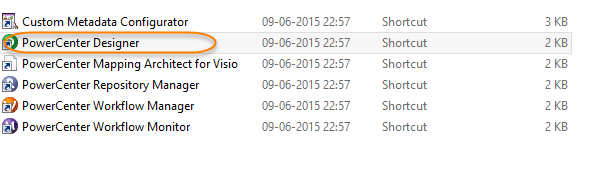 Custom Metadata Configurator 09-06-2015 22:57 Shortcut 3 KB
PowerCenter Designer 09-06-2015 22:57 Shortcut 2 KB
PowerCenter Mapping Architect for Visio 09-06-2015 22:57 Shortcut 2 KB
PowerCenter Repository Manager 09-06-2015 22:57 Shortcut 2 KB
PowerCenter Workflow Manager 09-06-2015 22:57 Shortcut 2 KB
PowerCenter Workflow Monitor 09-06-2015 22:57 Shortcut 2 KB